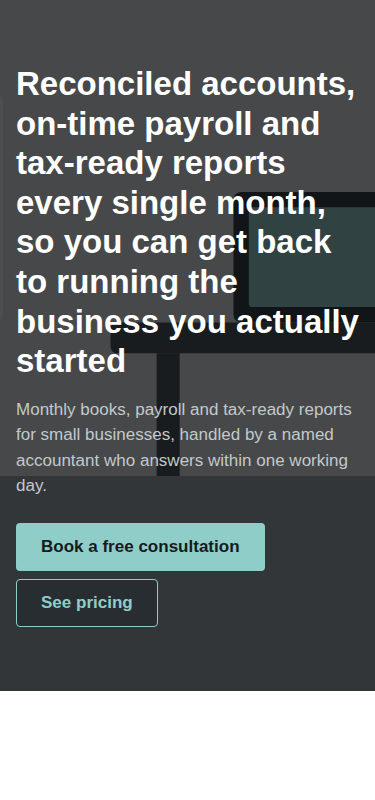 Reconciled accounts,
on-time payroll and
tax-ready reports
every single month,
so you can get back
to running the
business you actually
started
Monthly books, payroll and tax-ready reports
for small businesses, handled by a named
accountant who answers within one working
day.
Book a free consultation
See pricing